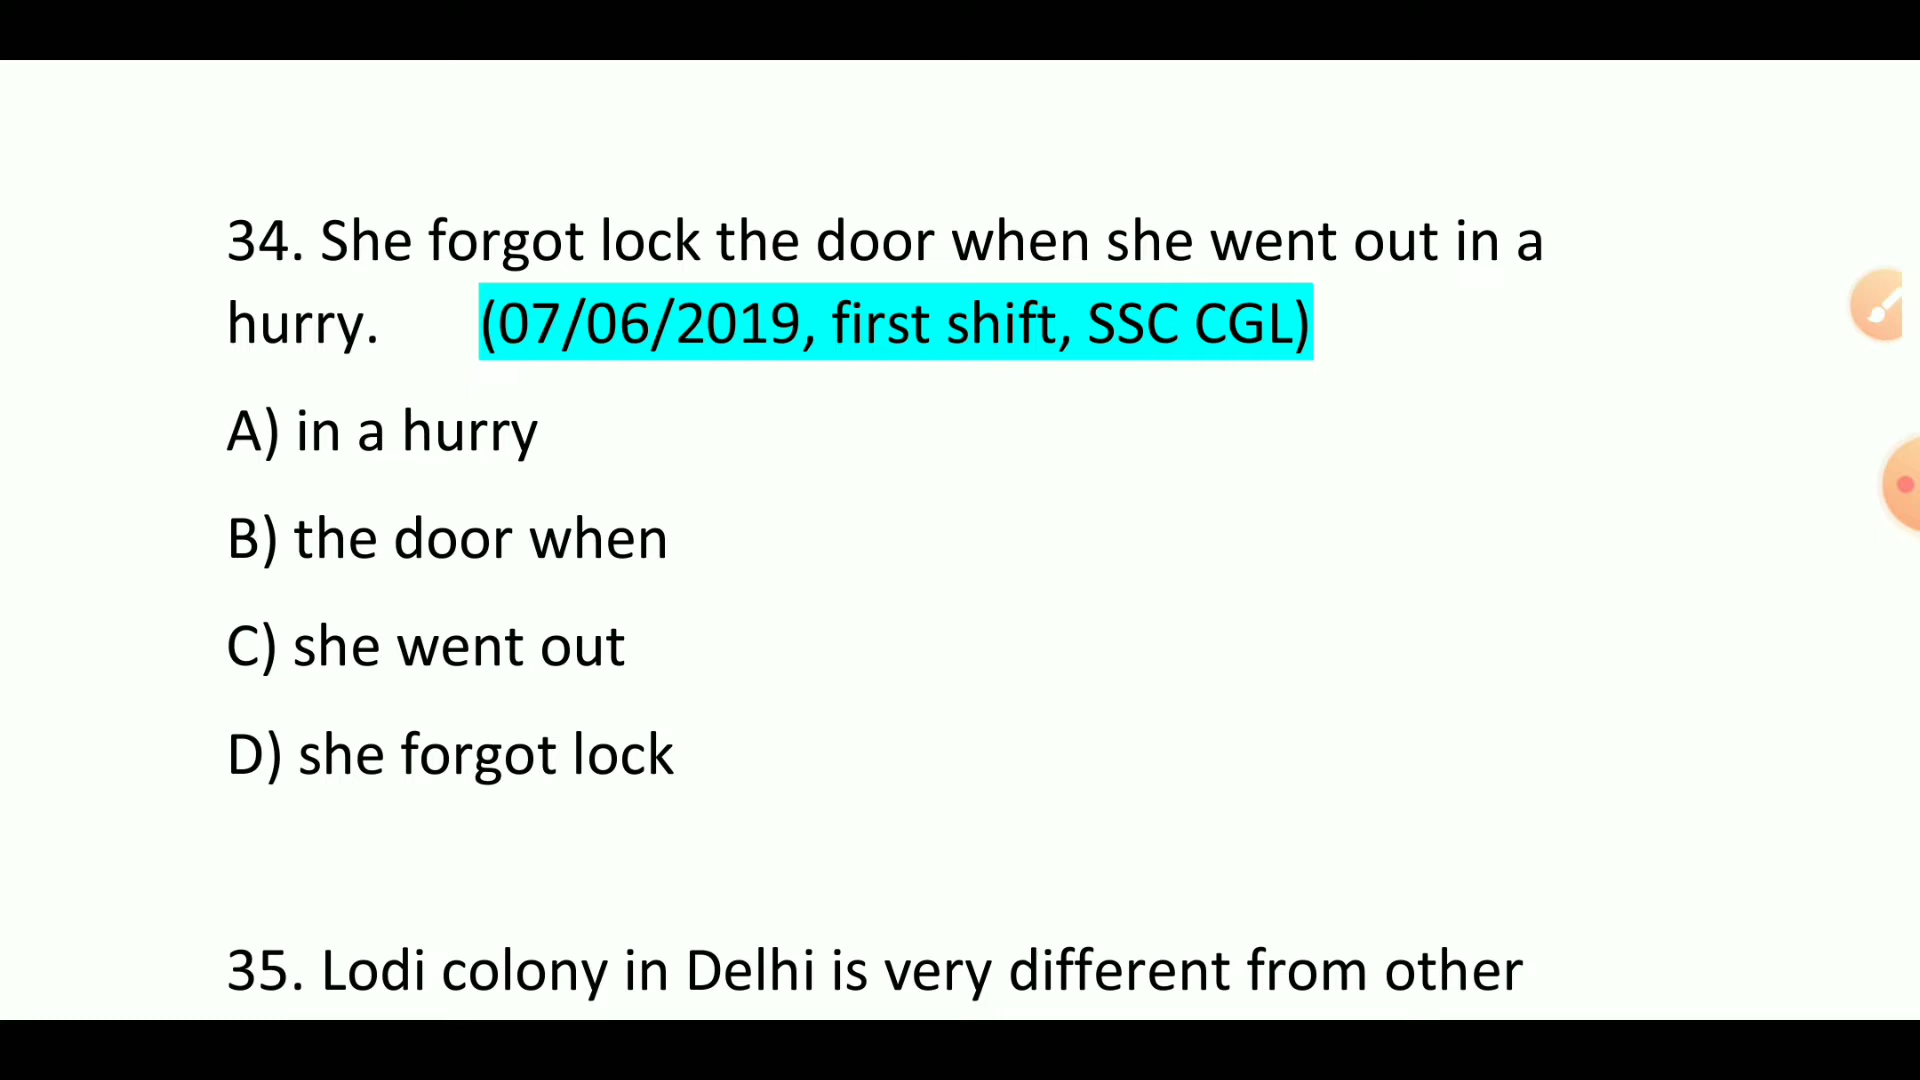 34. She forgot lock the door when she went out in a
hurry. (07/06/2019, first shift, SSC CGL)
A) in a hurry
B) the door when
C) she went out
D) she forgot lock
35. Lodi colony in Delhi is very different from other